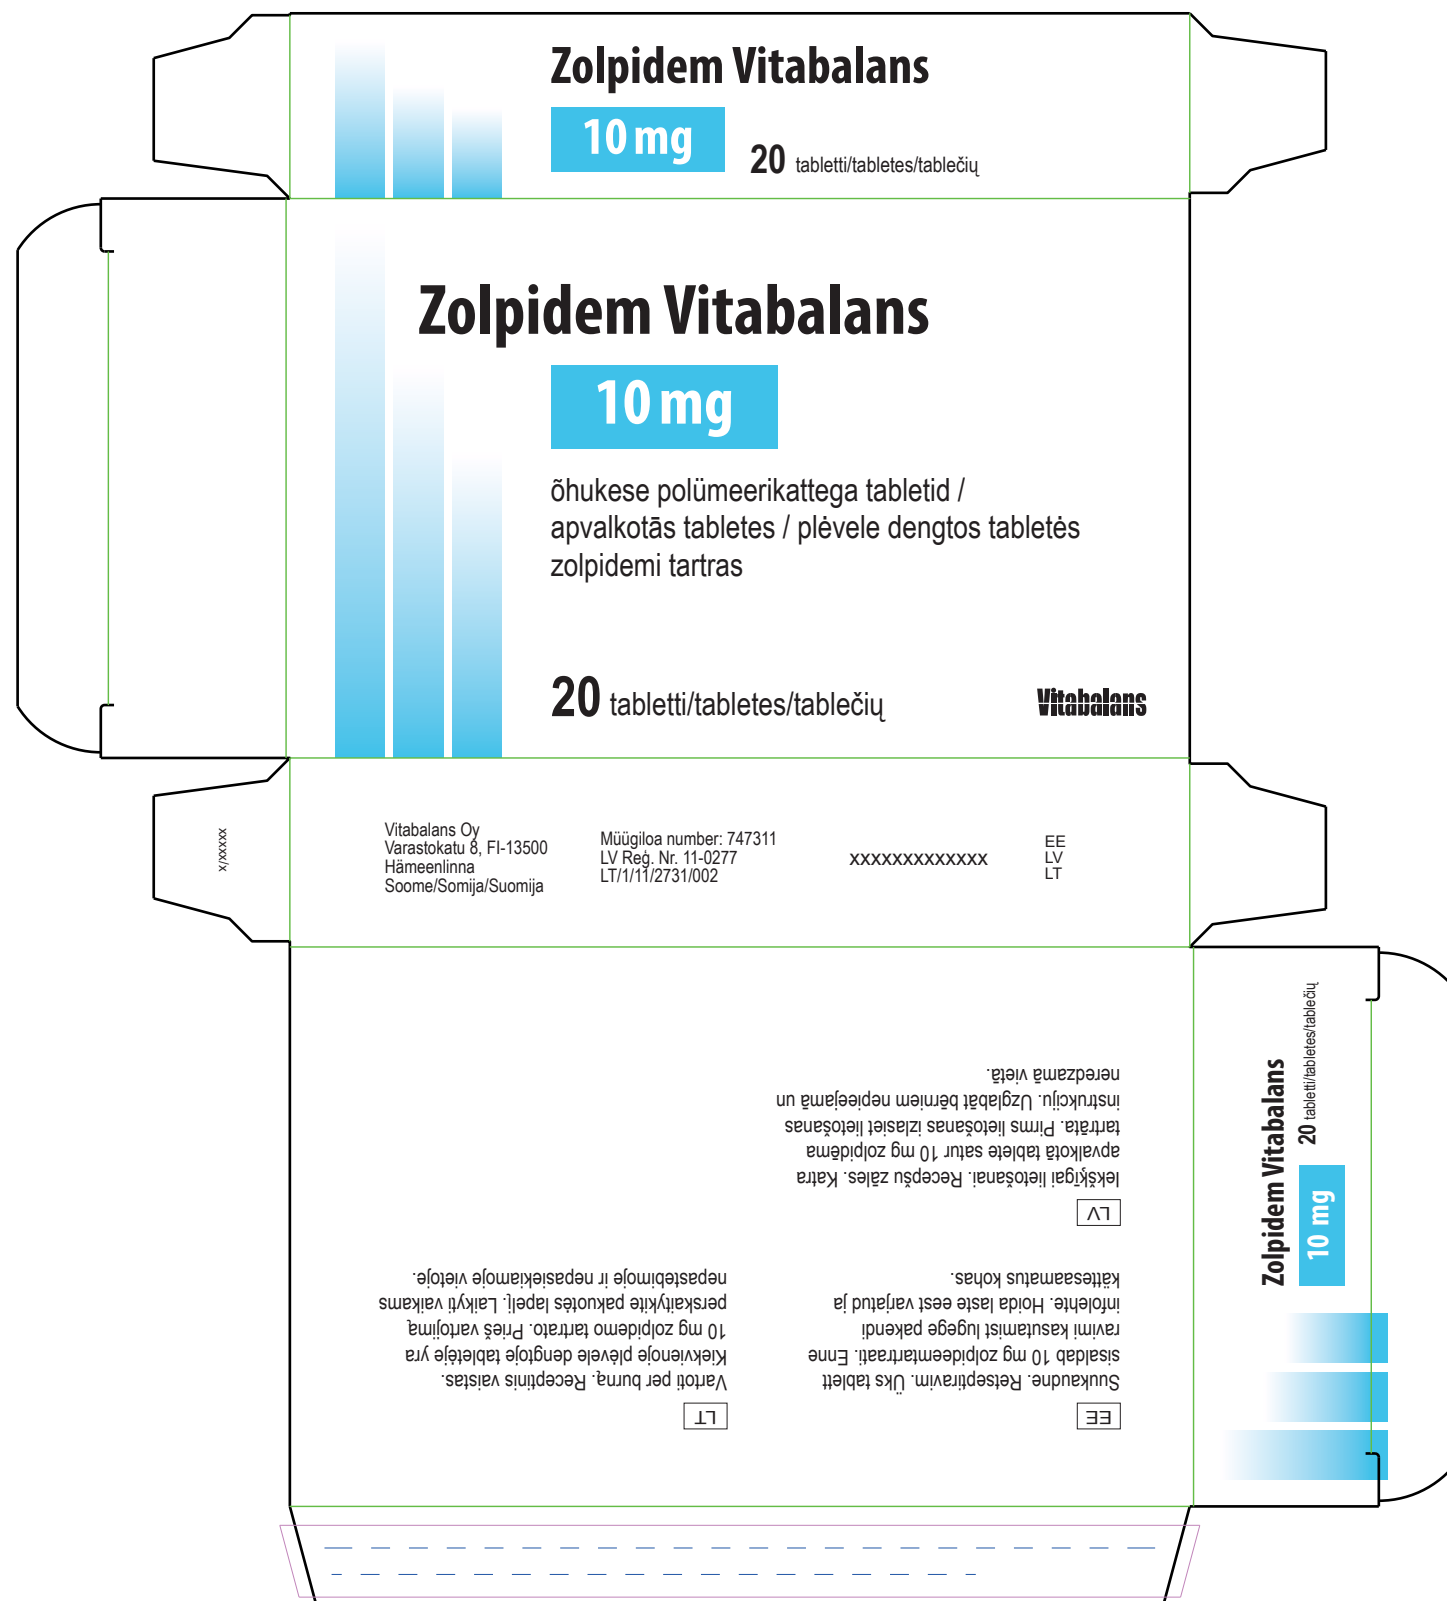 Zolpidem Vitabalans
10 mg
20 tabletti/tabletes/tablečių
Zolpidem Vitabalans
10 mg
õhukese polümeerikattega tabletid /
apvalkotās tabletes / plėvele dengtos tabletės
zolpidemi tartras
20 tabletti/tabletes/tablečių
Vitabalans
x/xxxxx
Vitabalans Oy
Varastokatu 8, FI-13500
Hämeenlinna
Soome/Somija/Suomija
Müügiloa number: 747311
LV Reģ. Nr. 11-0277
LT/1/11/2731/002
xxxxxxxxxxxxx
EE
LV
LT
EE
Suukaudne. Retseptiravim. Üks tablett
sisaldab 10 mg zolpideemtartraati. Enne
ravimi kasutamist lugege pakendi
infolehte. Hoida laste eest varjatud ja
kättesaamatus kohas.
LV
Iekšķīgai lietošanai. Recepšu zāles. Katra
apvalkotā tablete satur 10 mg zolpidēma
tartrāta. Pirms lietošanas izlasiet lietošanas
instrukciju. Uzglabāt bērniem nepieejamā un
neredzamā vietā.
LT
Vartoti per burną. Receptinis vaistas.
Kiekvienoje plėvele dengtoje tabletėje yra
10 mg zolpidemo tartrato. Prieš vartojimą
perskaitykite pakuotės lapelį. Laikyti vaikams
nepastebimoje ir nepasiekiamoje vietoje.
Zolpidem Vitabalans
10 mg
20 tabletti/tabletes/tablečių